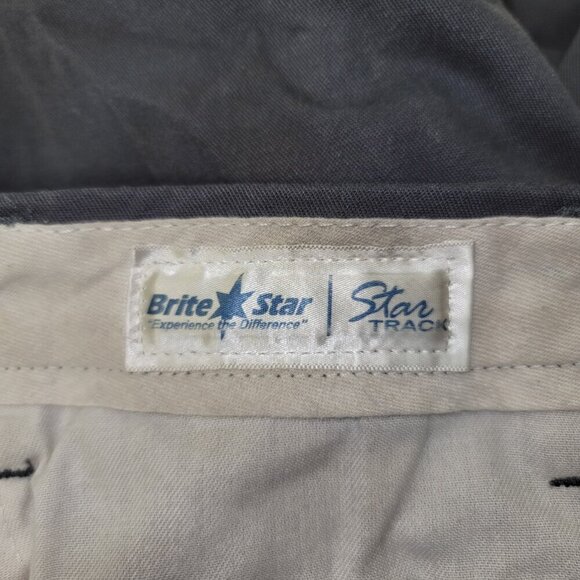 Brite Star
"Experience the Difference"
Star
TRACK